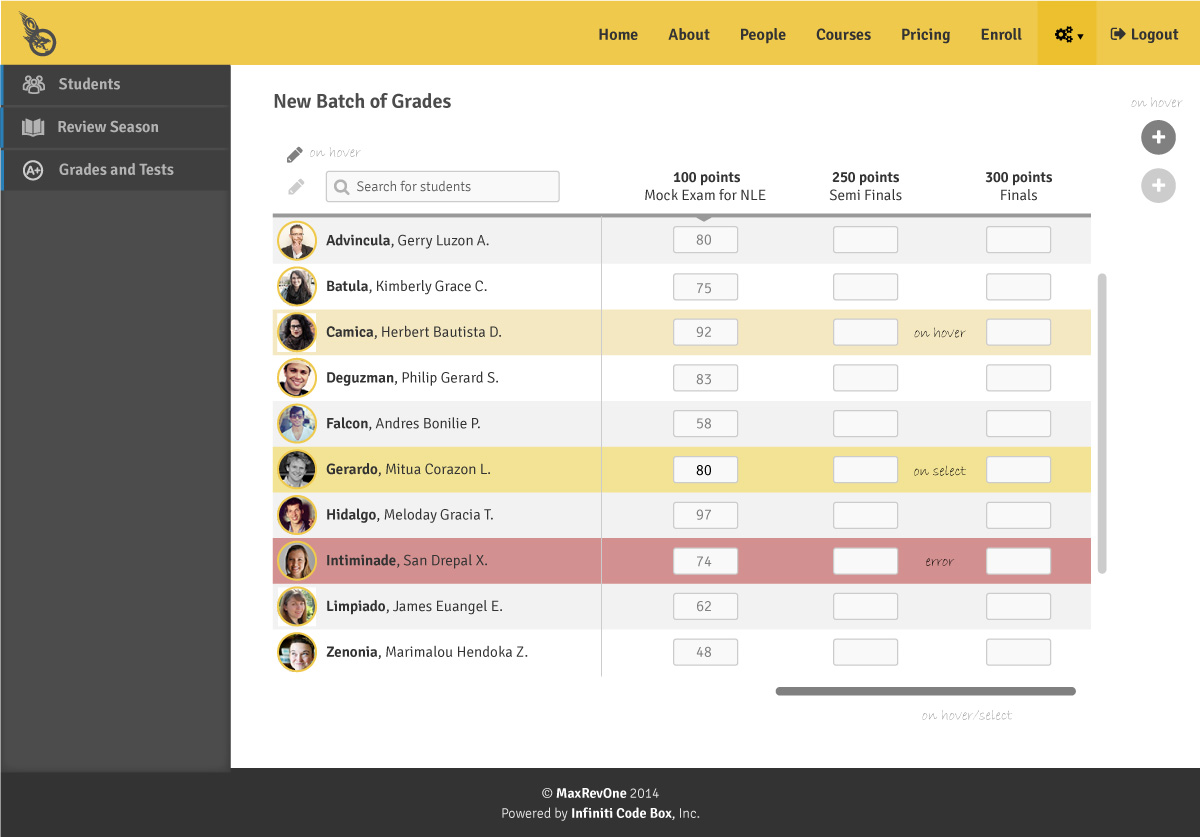 Home About People Courses Pricing Enroll Logout
Students
Review Season
A+ Grades and Tests
New Batch of Grades
on hover
on hover
Search for students
100 points 250 points 300 points
Mock Exam for NLE Semi Finals Finals
Advincula, Gerry Luzon A. 80
Batula, Kimberly Grace C. 75
Camica, Herbert Bautista D. 92 on hover
Deguzman, Philip Gerard S. 83
Falcon, Andres Bonilie P. 58
Gerardo, Mitua Corazon L. 80 on select
Hidalgo, Meloday Gracia T. 97
Intiminade, San Drepal X. 74 error
Limpiado, James Euangel E. 62
Zenonia, Marimalou Hendoka Z. 48
on hover/select
© MaxRevOne 2014
Powered by Infiniti Code Box, Inc.